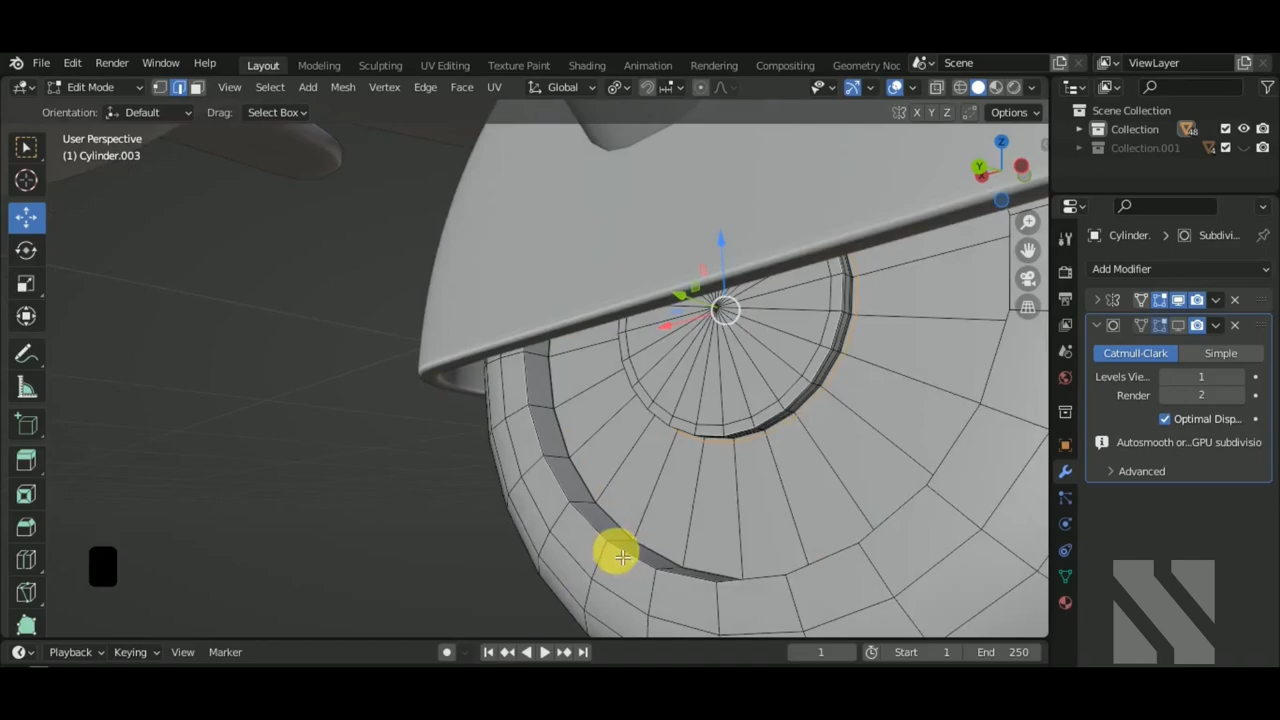 File Edit Render Window Help Layout Modeling Sculpting UV Editing Texture Paint Shading Animation Rendering Compositing Geometry Noc Scene ViewLayer
Edit Mode View Select Add Mesh Vertex Edge Face UV Global
Orientation: Default Drag: Select Box X Y Z Options
User Perspective
(1) Cylinder.003
Z
Y
X
Scene Collection
Collection 48
Collection.001 4
Cylinder. Subdivi...
Add Modifier
Catmull-Clark Simple
Levels Vie... 1
Render 2
Optimal Disp...
Autosmooth or...GPU subdivisio
Advanced
Playback Keying View Marker 1 Start 1 End 250